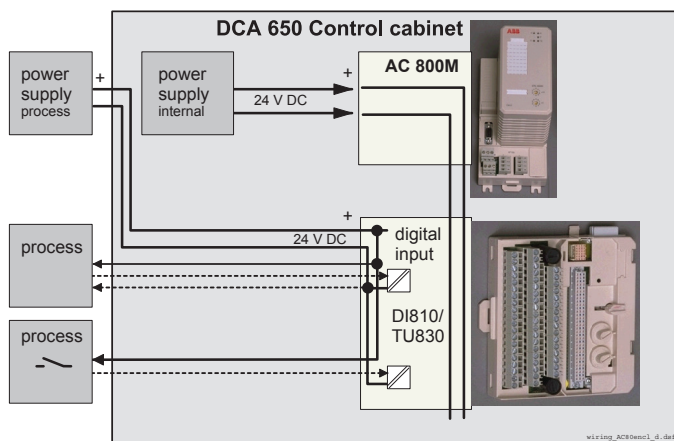 DCA 650 Control cabinet
power
supply
process
+
power
supply
internal
+
24 V DC
AC 800M
ABB
+
24 V DC
digital
input
process
DI810/
TU830
process
wiring_AC80encl_d.dsf